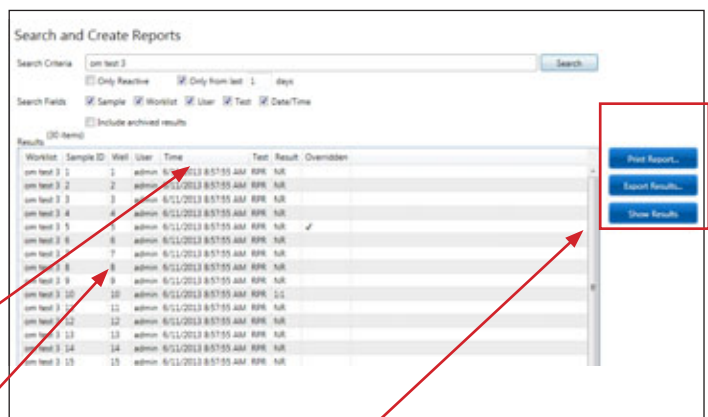 Search and Create Reports
Search Criteria om test 3 Search
Only Reactive Only from last 1 days
Search Fields Sample Worklist User Test Date/Time
Include archived results
(30 items)
Results
Worklist Sample ID Well User Time Test Result Overridden
om test 3 1 1 admin 6/11/2013 8:57:55 AM RPR NR
om test 3 2 2 admin 6/11/2013 8:57:55 AM RPR NR
om test 3 3 3 admin 6/11/2013 8:57:55 AM RPR NR
om test 3 4 4 admin 6/11/2013 8:57:55 AM RPR NR
om test 3 5 5 admin 6/11/2013 8:57:55 AM RPR NR ✓
om test 3 6 6 admin 6/11/2013 8:57:55 AM RPR NR
om test 3 7 7 admin 6/11/2013 8:57:55 AM RPR NR
om test 3 8 8 admin 6/11/2013 8:57:55 AM RPR NR
om test 3 9 9 admin 6/11/2013 8:57:55 AM RPR NR
om test 3 10 10 admin 6/11/2013 8:57:55 AM RPR 1:1
om test 3 11 11 admin 6/11/2013 8:57:55 AM RPR NR
om test 3 12 12 admin 6/11/2013 8:57:55 AM RPR NR
om test 3 13 13 admin 6/11/2013 8:57:55 AM RPR NR
om test 3 14 14 admin 6/11/2013 8:57:55 AM RPR NR
om test 3 15 15 admin 6/11/2013 8:57:55 AM RPR NR
Print Report...
Export Results...
Show Results